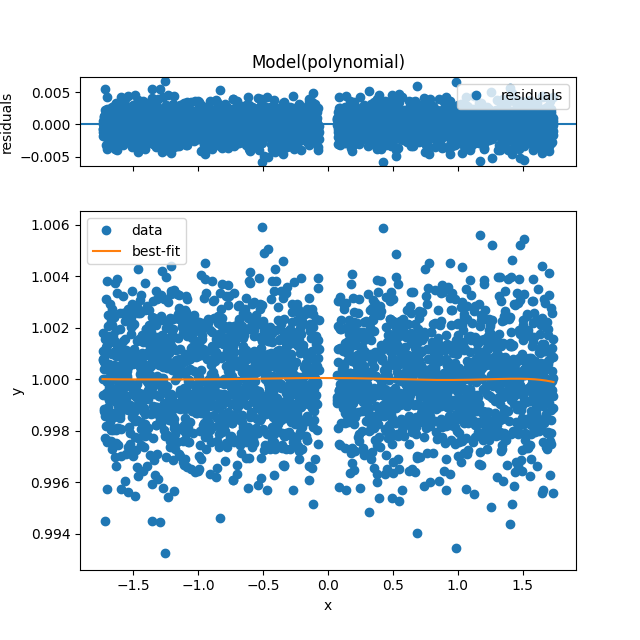 Model(polynomial)
residuals
0.005
0.000
−0.005
residuals
1.006
1.004
1.002
1.000
0.998
0.996
0.994
y
data
best-fit
−1.5 −1.0 −0.5 0.0 0.5 1.0 1.5
x